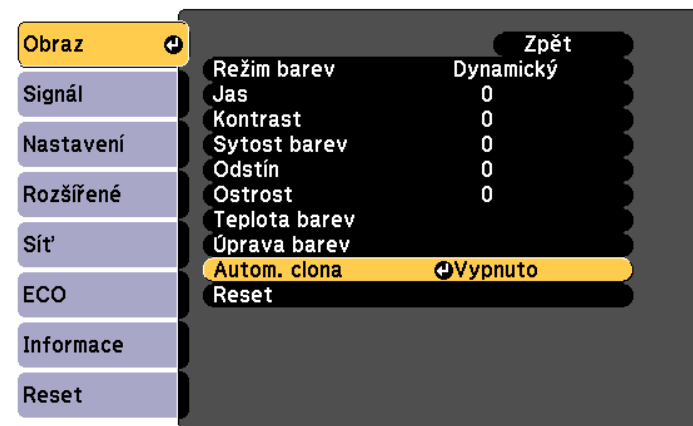 Obraz
Signál
Nastavení
Rozšířené
Síť
ECO
Informace
Reset
Zpět
Režim barev Dynamický
Jas 0
Kontrast 0
Sytost barev 0
Odstín 0
Ostrost 0
Teplota barev
Úprava barev
Autom. clona Vypnuto
Reset